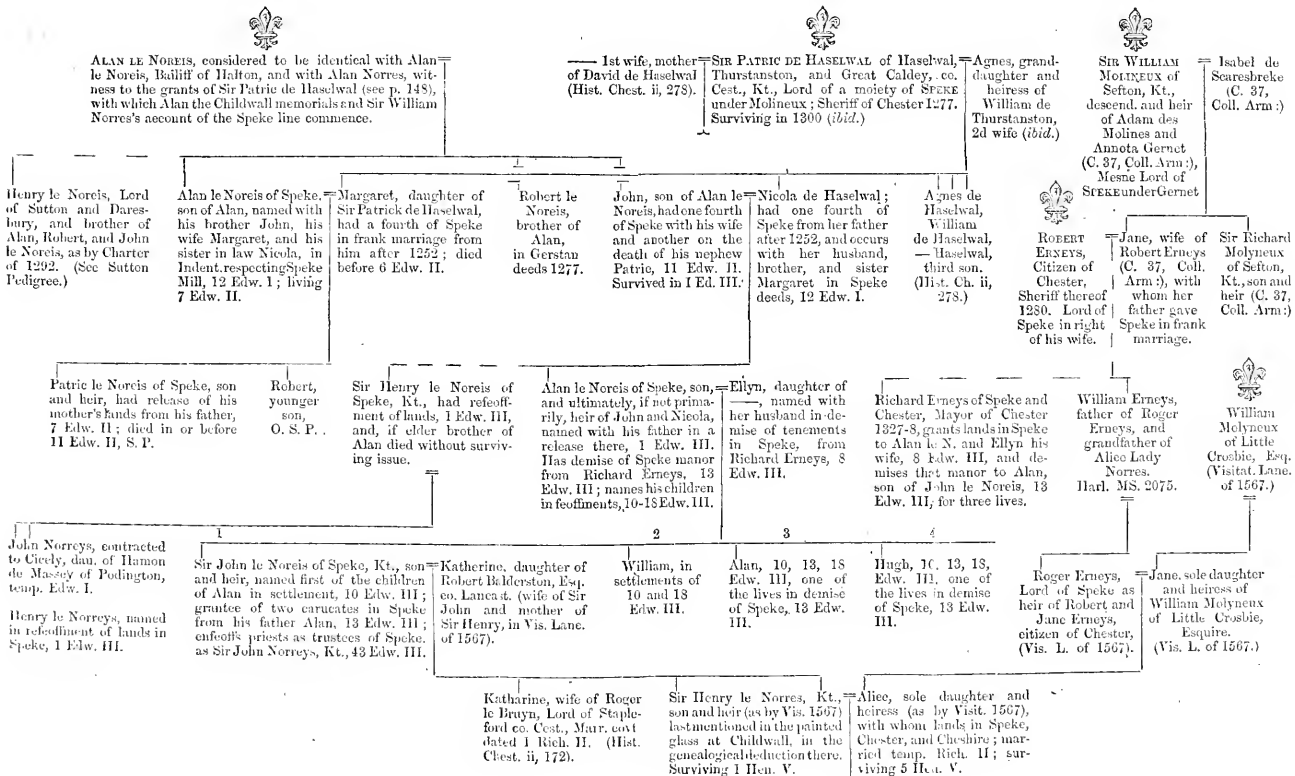 ALAN LE NOREIS, considered to be identical with Alan
le Noreis, Bailiff of Halton, and with Alan Norres, wit-
ness to the grants of Sir Patric de Haselwal (see p. 148),
with which Alan the Childwall memorials and Sir William
Norres's account of the Speke line commence.
—— 1st wife, mother
of David de Haselwal
(Hist. Chest. ii, 278).
SIR PATRIC DE HASELWAL of Haselwal,
Thurstanston, and Great Caldey, co.
Cest., Kt., Lord of a moiety of SPEKE
under Molineux; Sheriff of Chester 1277.
Surviving in 1300 (ibid.)
Agnes, grand-
daughter and
heiress of
William de
Thurstanston,
2d wife (ibid.)
SIR WILLIAM
MOLINEUX of
Sefton, Kt.,
descend. and heir
of Adam des
Molines and
Annota Gernet
(C. 37, Coll. Arm:),
Mesne Lord of
SPEKE under Gernet
Isabel de
Scaresbreke
(C. 37,
Coll. Arm:)
Henry le Noreis, Lord
of Sutton and Dares-
bury, and brother of
Alan, Robert, and John
le Noreis, as by Charter
of 1292. (See Sutton
Pedigree.)
Alan le Noreis of Speke,
son of Alan, named with
his brother John, his
wife Margaret, and his
sister in law Nicola, in
Indent. respecting Speke
Mill, 12 Edw. I; living
7 Edw. II.
Margaret, daughter of
Sir Patrick de Haselwal,
had a fourth of Speke
in frank marriage from
him after 1252; died
before 6 Edw. II.
Robert le
Noreis,
brother of
Alan,
in Gerstan
deeds 1277.
John, son of Alan le
Noreis, had one fourth
of Speke with his wife
and another on the
death of his nephew
Patric, 11 Edw. II.
Survived in 1 Ed. III.
Nicola de Haselwal;
had one fourth of
Speke from her father
after 1252, and occurs
with her husband,
brother, and sister
Margaret in Speke
deeds, 12 Edw. I.
Agnes de
Haselwal,
William
de Haselwal,
— Haselwal,
third son.
(Hist. Ch. ii,
278.)
ROBERT
ERNEYS,
Citizen of
Chester,
Sheriff thereof
1280. Lord of
Speke in right
of his wife.
Jane, wife of
Robert Erneys
(C. 37, Coll.
Arm:), with
whom her
father gave
Speke in frank
marriage.
Sir Richard
Molyneux
of Sefton,
Kt., son and
heir (C. 37,
Coll. Arm:)
Patric le Noreis of Speke, son
and heir, had release of his
mother's lands from his father,
7 Edw. II; died in or before
11 Edw. II, S. P.
Robert,
younger
son,
O. S. P.
Sir Henry le Noreis of
Speke, Kt., had refeoff-
ment of lands, 1 Edw. III,
and, if elder brother of
Alan died without surviv-
ing issue.
Alan le Noreis of Speke, son,
and ultimately, if not prima-
rily, heir of John and Nicola,
named with his father in a
release there, 1 Edw. III.
Has demise of Speke manor
from Richard Erneys, 13
Edw. III; names his children
in feoffments, 10-18 Edw. III.
Ellyn, daughter of
——, named with
her husband in de-
mise of tenements
in Speke, from
Richard Erneys, 8
Edw. III.
Richard Erneys of Speke and
Chester, Mayor of Chester
1327-8, grants lands in Speke
to Alan le N. and Ellyn his
wife, 8 Edw. III, and de-
mises that manor to Alan,
son of John le Noreis, 13
Edw. III, for three lives.
William Erneys,
father of Roger
Erneys, and
grandfather of
Alice Lady
Norres.
Harl. MS. 2075.
William
Molyneux
of Little
Crosbie, Esq.
(Visitat. Lanc.
of 1567.)
1 2 3 4
John Norreys, contracted
to Cicely, dau. of Hamon
de Massey of Podington,
temp. Edw. I.
Henry le Norreys, named
in refeoffment of lands in
Speke, 1 Edw. III.
Sir John le Noreis of Speke, Kt., son
and heir, named first of the children
of Alan in settlement, 10 Edw. III;
grantee of two carucates in Speke
from his father Alan, 13 Edw. III;
enfeoffs priests as trustees of Speke.
as Sir John Norreys, Kt., 43 Edw. III.
Katherine, daughter of
Robert Balderston, Esq.
co. Lancast. (wife of Sir
John and mother of
Sir Henry, in Vis. Lanc.
of 1567).
William, in
settlements of
10 and 18
Edw. III.
Alan, 10, 13, 18
Edw. III, one of
the lives in demise
of Speke, 13 Edw.
III.
Hugh, 10, 13, 18,
Edw. III, one of
the lives in demise
of Speke, 13 Edw.
III.
Roger Erneys,
Lord of Speke as
heir of Robert and
Jane Erneys,
citizen of Chester,
(Vis. L. of 1567).
Jane, sole daughter
and heiress of
William Molyneux
of Little Crosbie,
Esquire.
(Vis. L. of 1567.)
Katharine, wife of Roger
le Bruyn, Lord of Staple-
ford co. Cest., Marr. covt
dated 1 Rich. II. (Hist.
Chest. ii, 172).
Sir Henry le Norres, Kt.,
son and heir (as by Vis. 1567)
last mentioned in the painted
glass at Childwall, in the
genealogical deduction there.
Surviving 1 Hen. V.
Alice, sole daughter and
heiress (as by Visit. 1567),
with whom lands in Speke,
Chester, and Cheshire; mar-
ried temp. Rich. II; sur-
viving 5 Hen. V.